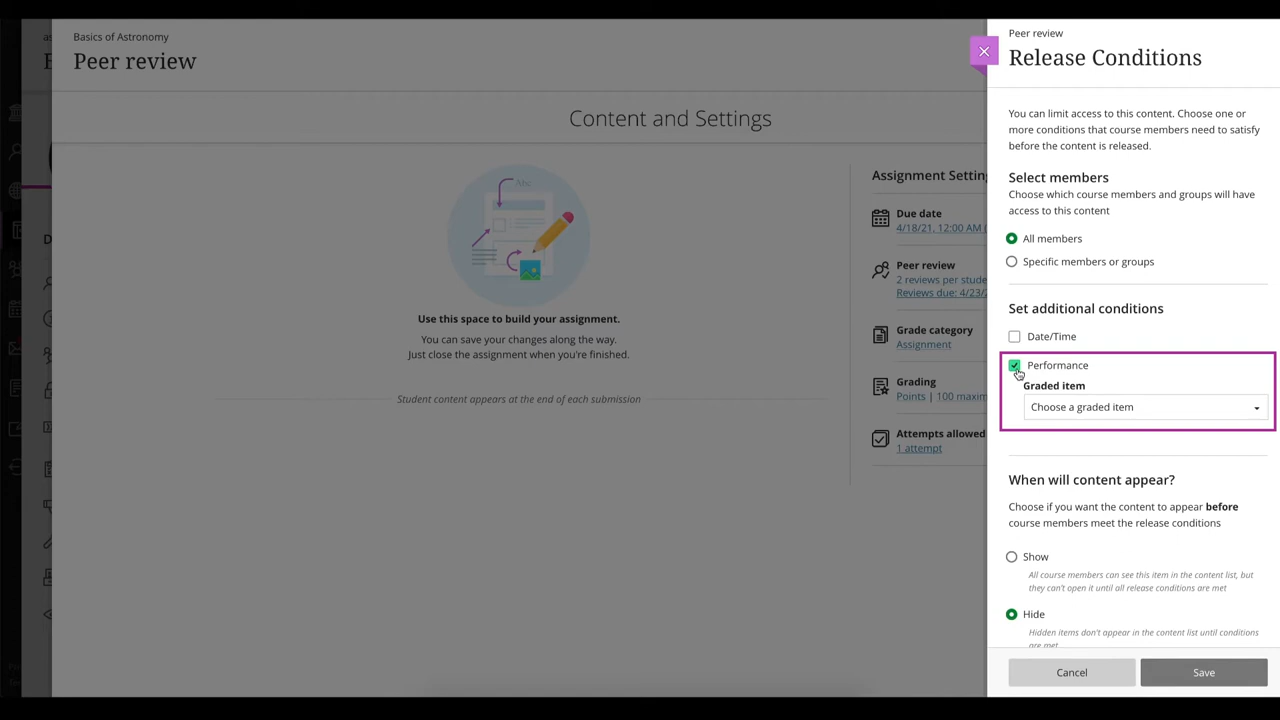 Basics of Astronomy
Peer review
Content and Settings
Abc
Use this space to build your assignment.
You can save your changes along the way.
Just close the assignment when you're finished.
Student content appears at the end of each submission
Assignment Setting
Due date
4/18/21, 12:00 AM (
Peer review
2 reviews per stude
Reviews due: 4/23/2
Grade category
Assignment
Grading
Points | 100 maxim
Attempts allowed
1 attempt
Peer review
Release Conditions
You can limit access to this content. Choose one or
more conditions that course members need to satisfy
before the content is released.
Select members
Choose which course members and groups will have
access to this content
All members
Specific members or groups
Set additional conditions
Date/Time
Performance
Graded item
Choose a graded item
When will content appear?
Choose if you want the content to appear before
course members meet the release conditions
Show
All course members can see this item in the content list, but
they can't open it until all release conditions are met
Hide
Hidden items don't appear in the content list until conditions
are met
Cancel
Save